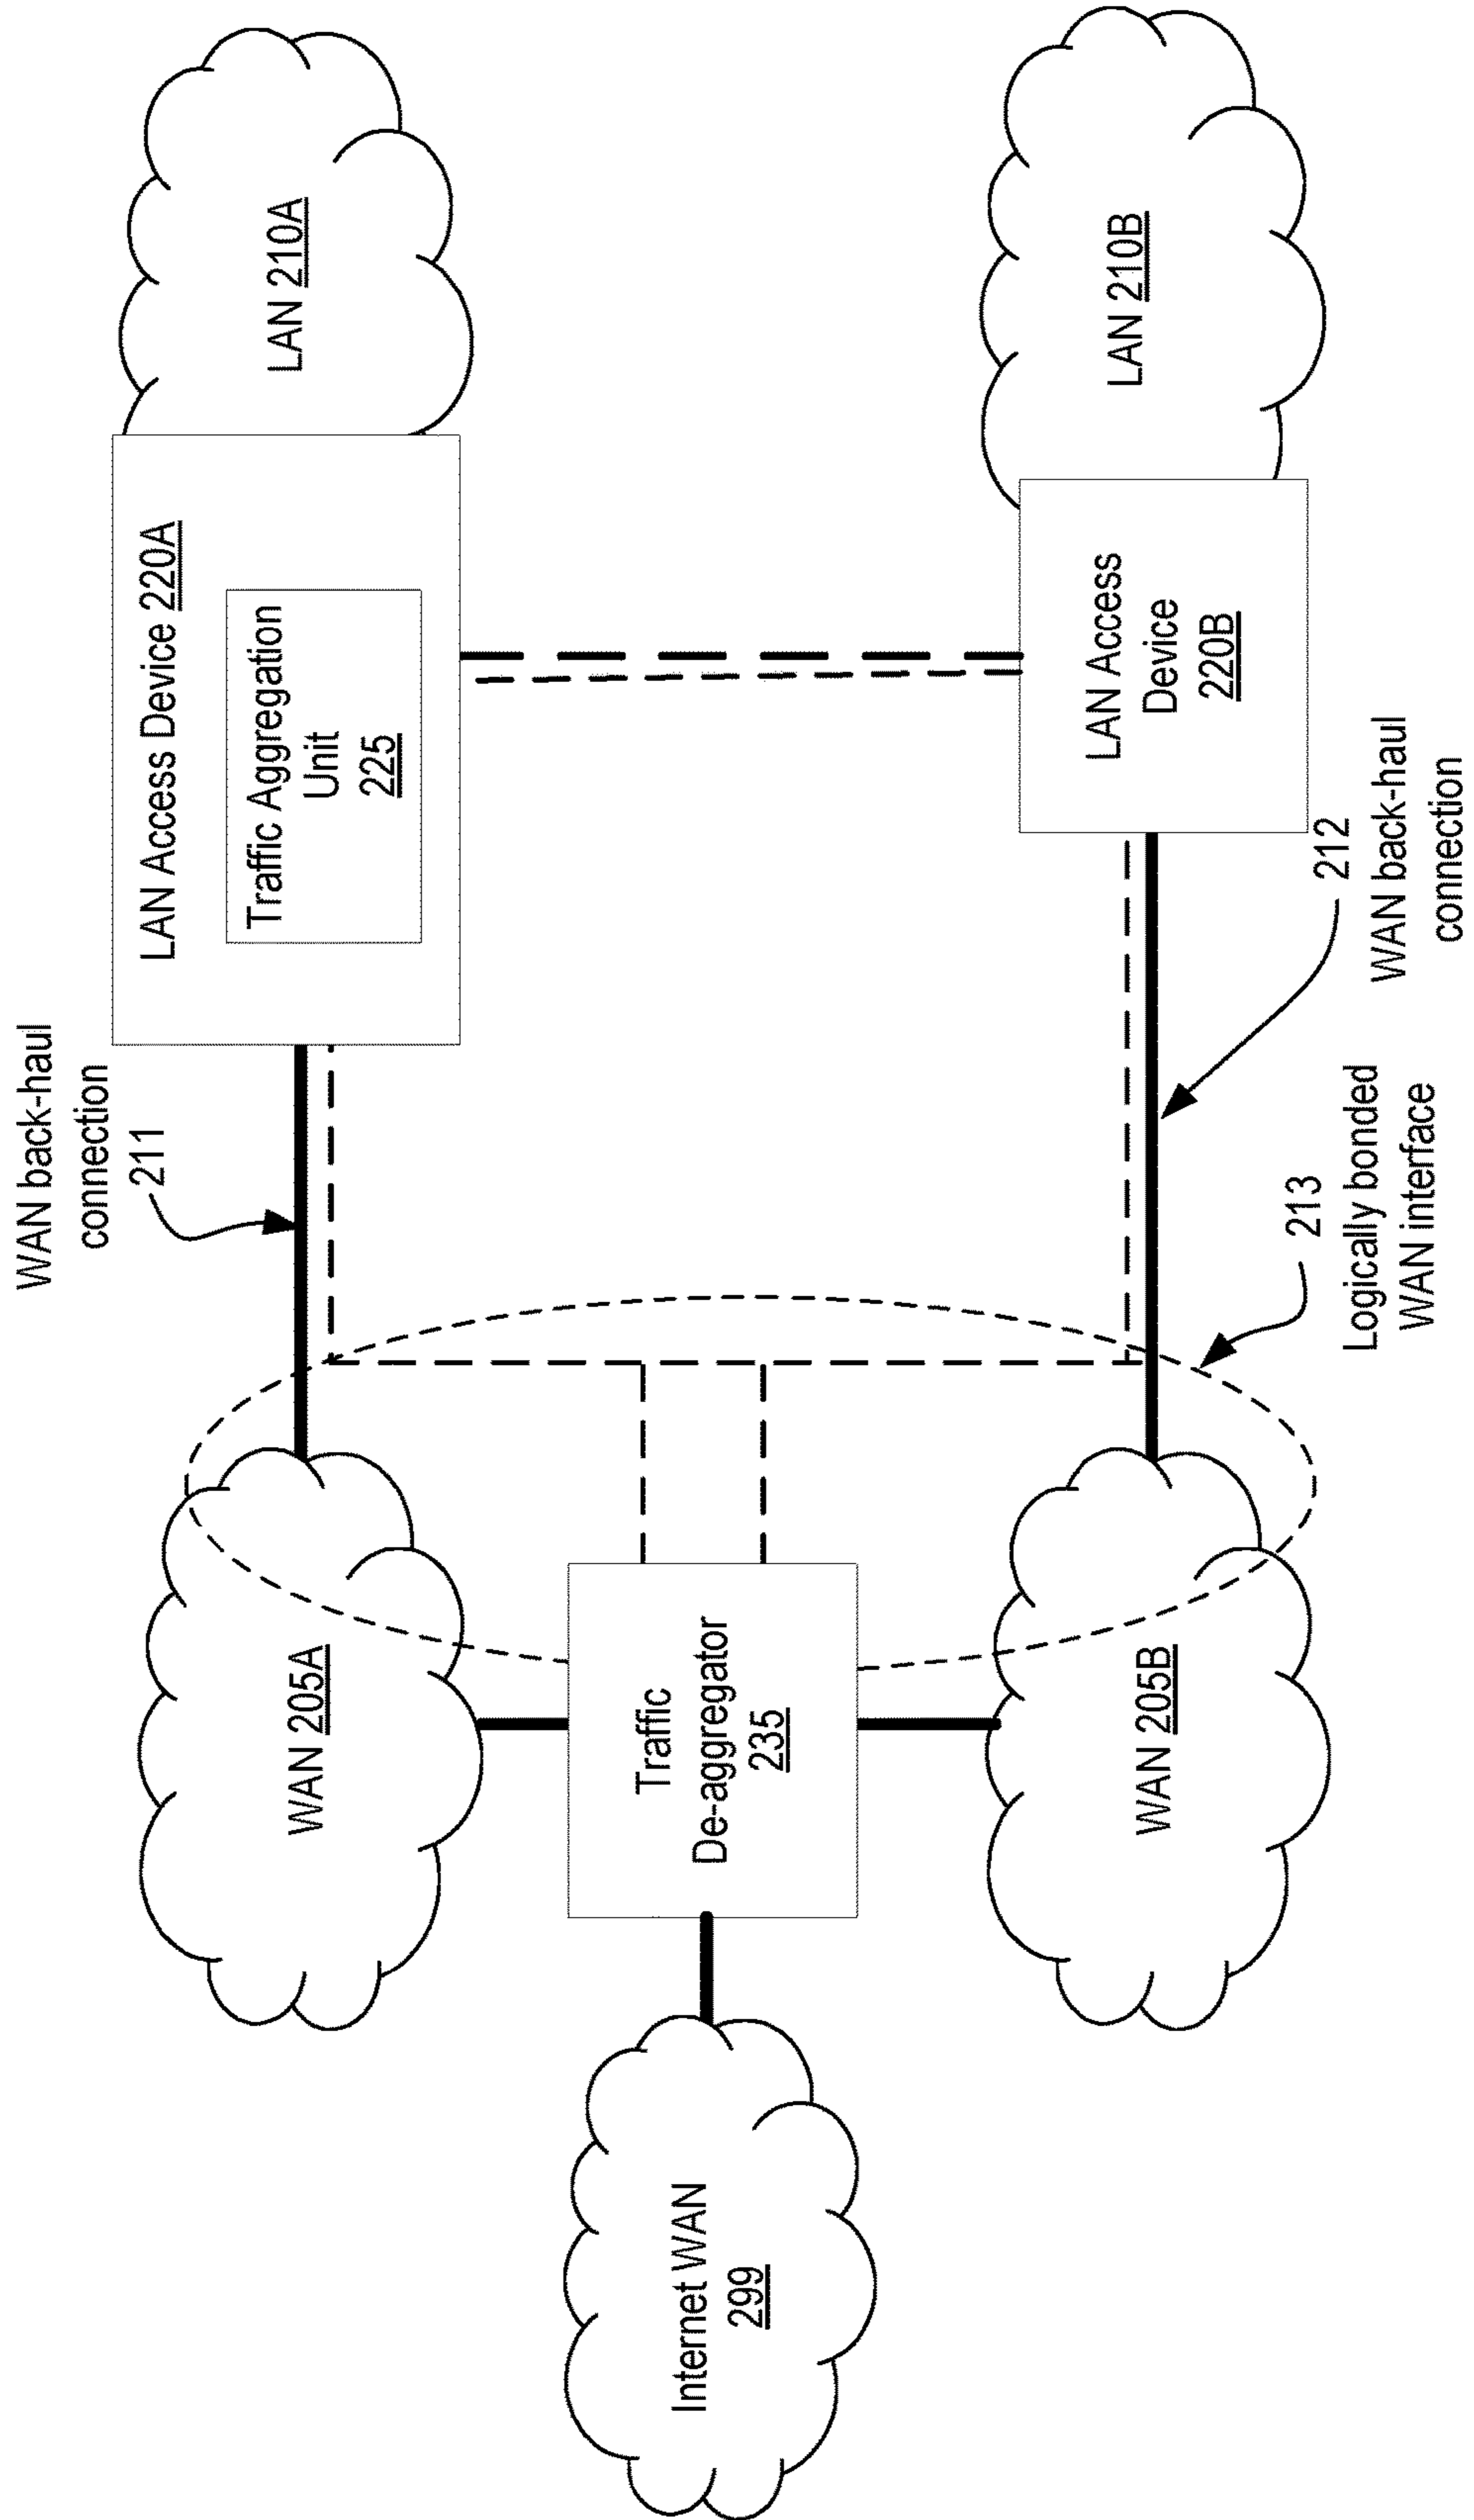 WAN back-haul
connection
211
LAN Access Device 220A
Traffic Aggregation
Unit
225
LAN 210A
WAN 205A
Internet WAN
299
Traffic
De-aggregator
235
WAN 205B
LAN Access
Device
220B
LAN 210B
213
Logically bonded
WAN interface
212
WAN back-haul
connection